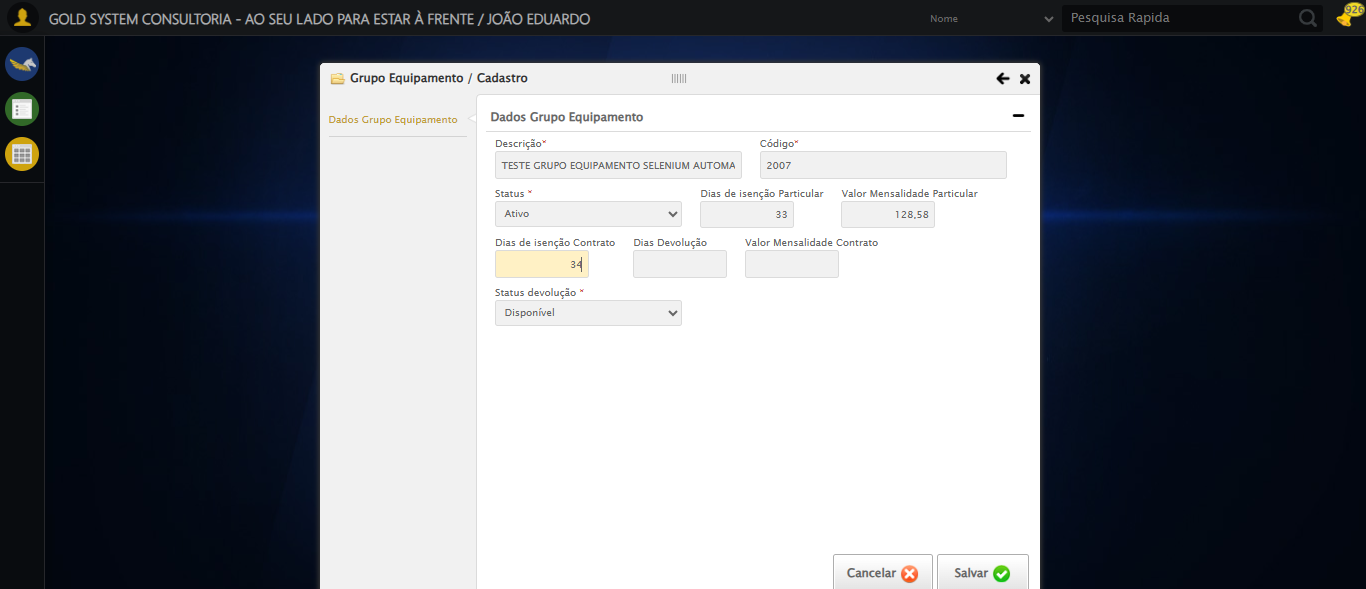 GOLD SYSTEM CONSULTORIA - AO SEU LADO PARA ESTAR À FRENTE / JOÃO EDUARDO
Nome
Pesquisa Rapida
926
Grupo Equipamento / Cadastro
Dados Grupo Equipamento
Dados Grupo Equipamento
Descrição*
Código*
TESTE GRUPO EQUIPAMENTO SELENIUM AUTOMA
2007
Status *
Dias de isenção Particular
Valor Mensalidade Particular
Ativo
33
128,58
Dias de isenção Contrato
Dias Devolução
Valor Mensalidade Contrato
34
Status devolução *
Disponível
Cancelar
Salvar